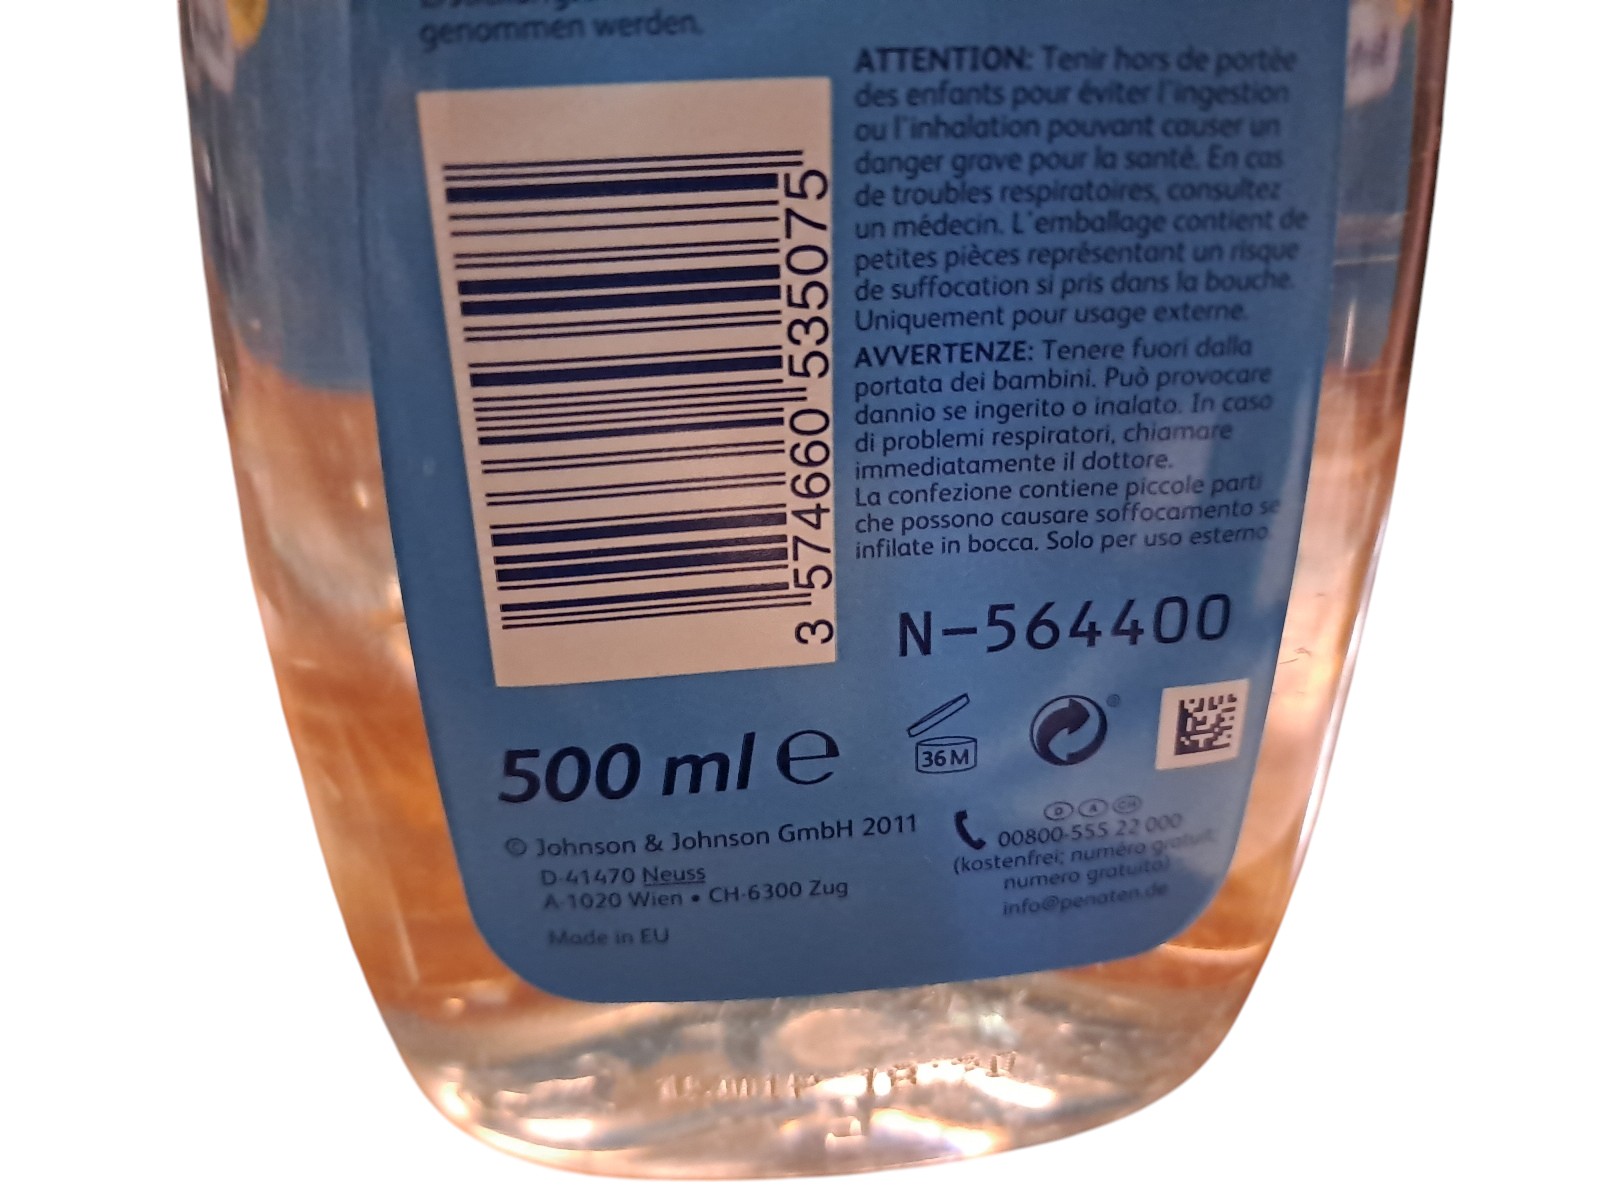 genommen werden.
3 574660 535075
ATTENTION: Tenir hors de portée
des enfants pour éviter l'ingestion
ou l'inhalation pouvant causer un
danger grave pour la santé. En cas
de troubles respiratoires, consultez
un médecin. L'emballage contient de
petites pièces représentant un risque
de suffocation si pris dans la bouche.
Uniquement pour usage externe.
AVVERTENZE: Tenere fuori dalla
portata dei bambini. Può provocare
dannio se ingerito o inalato. In caso
di problemi respiratori, chiamare
immediatamente il dottore.
La confezione contiene piccole parti
che possono causare soffocamento se
infilate in bocca. Solo per uso esterno.
N-564400
36 M
500 ml e
© Johnson & Johnson GmbH 2011
D-41470 Neuss
A-1020 Wien • CH-6300 Zug
Made in EU
D A CH
00800-555 22 000
(kostenfrei; numéro gratuit;
numero gratuito)
info@penaten.de